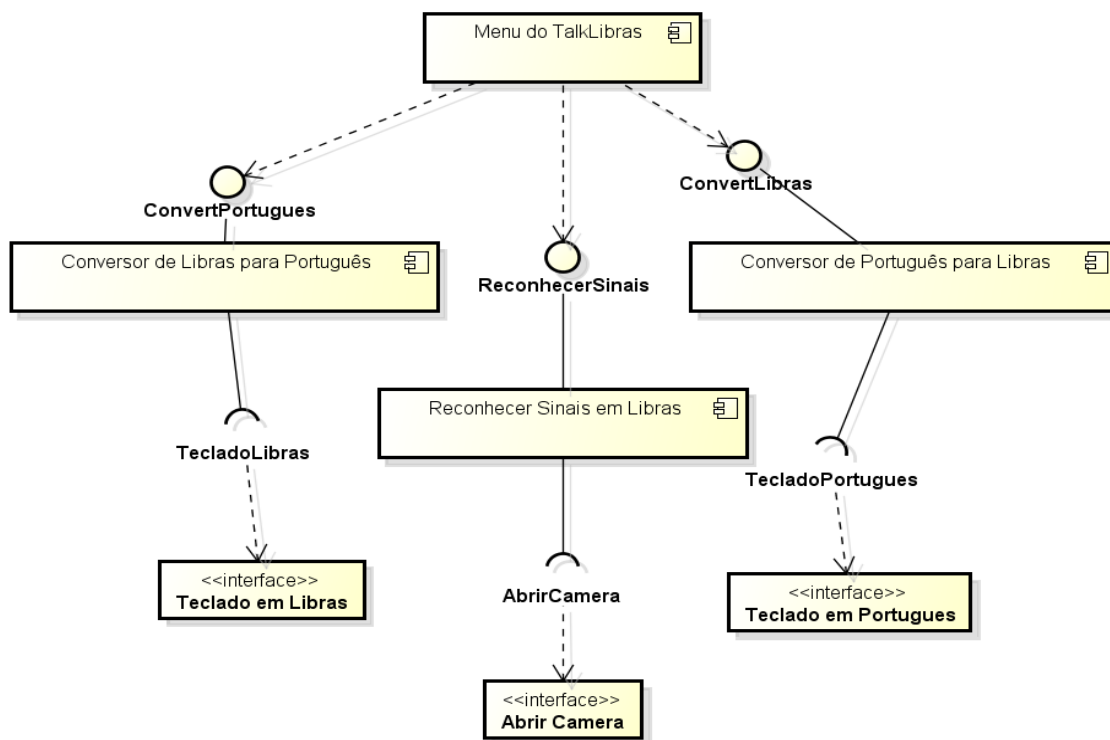 Menu do TalkLibras
ConvertLibras
ConvertPortugues
Conversor de Libras para Português
ReconhecerSinais
Conversor de Português para Libras
Reconhecer Sinais em Libras
TecladoLibras
TecladoPortugues
<<interface>>
Teclado em Libras
AbrirCamera
<<interface>>
Teclado em Portugues
<<interface>>
Abrir Camera